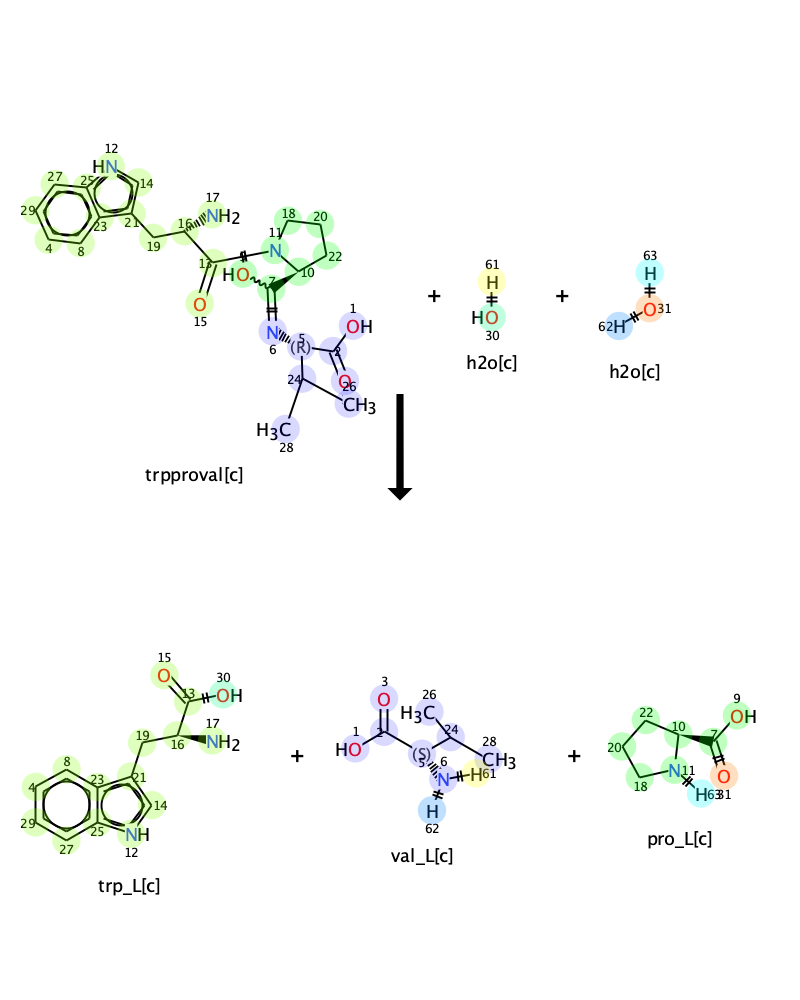 12
HN
27
25
14
17
NH2
29
16
21
23
4
8
19
13
15
O
11
18
20
N
22
10
HO
7
N
6
5
(R)
1
OH
2
O
24
26
CH3
H3C
28
trpproval[c]
+
61
H
HO
30
h2o[c]
+
63
H
O31
62H
h2o[c]
15
O
13
30
OH
17
NH2
16
19
8
23
21
4
14
29
25
NH
27
12
trp_L[c]
+
3
O
26
H3C
1
HO
2
24
28
CH3
(S)
5
6
N
H61
H
62
val_L[c]
+
9
OH
22
10
7
20
N11
18
O
31
H63
pro_L[c]